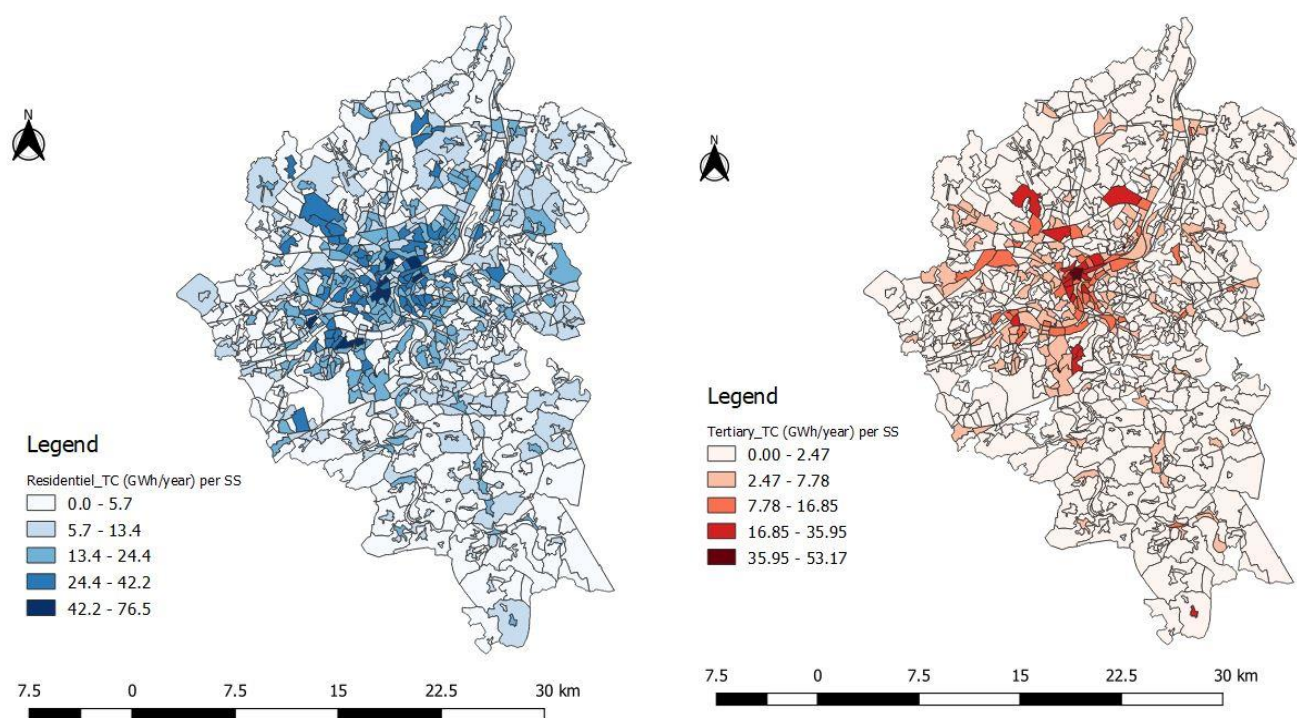 N
Legend
Residentiel_TC (GWh/year) per SS
0.0 - 5.7
5.7 - 13.4
13.4 - 24.4
24.4 - 42.2
42.2 - 76.5
7.5 0 7.5 15 22.5 30 km
N
Legend
Tertiary_TC (GWh/year) per SS
0.00 - 2.47
2.47 - 7.78
7.78 - 16.85
16.85 - 35.95
35.95 - 53.17
7.5 0 7.5 15 22.5 30 km